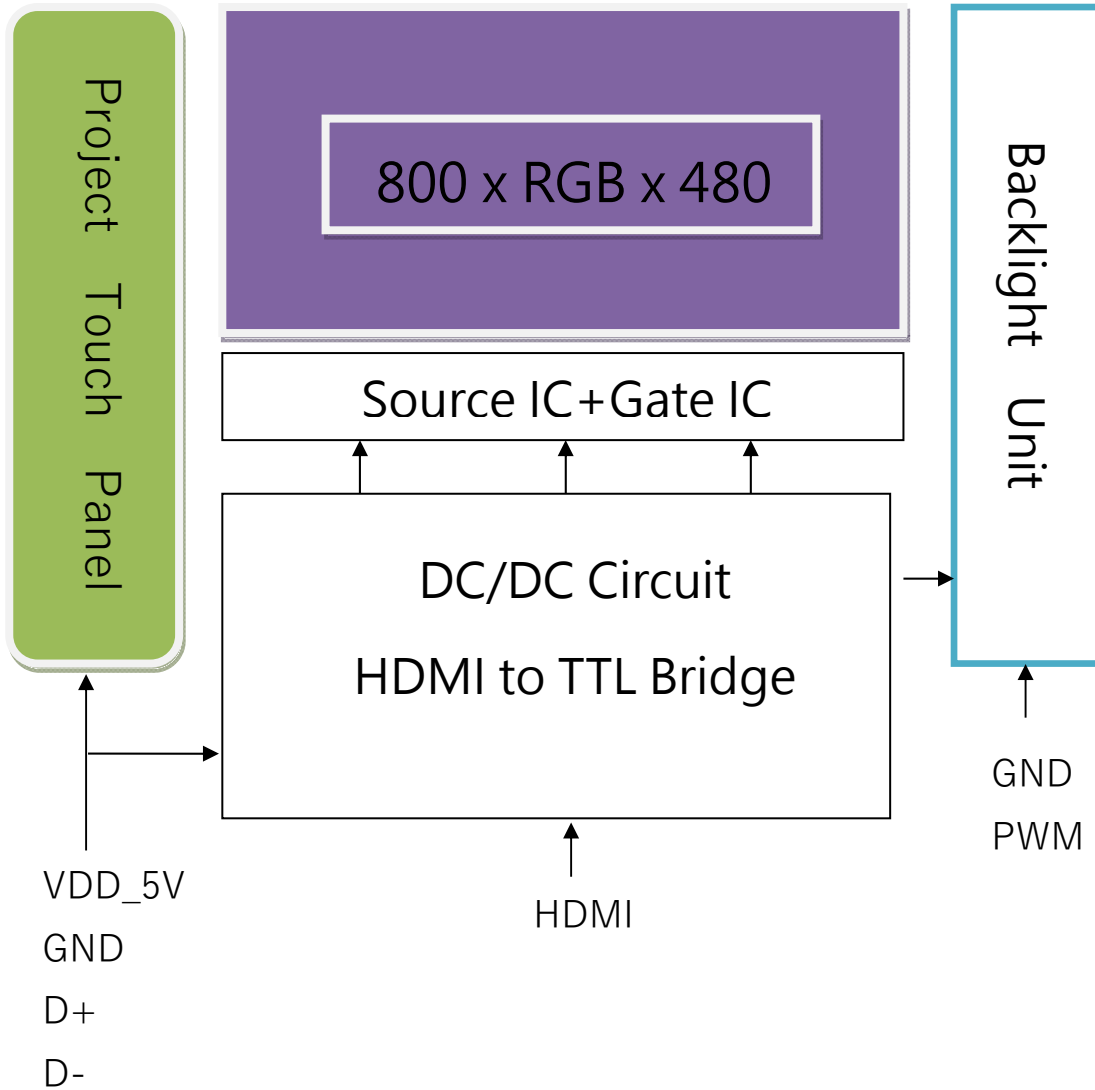 Project Touch Panel
800 x RGB x 480
Backlight Unit
Source IC+Gate IC
DC/DC Circuit
HDMI to TTL Bridge
VDD_5V
GND
D+
D-
HDMI
GND
PWM